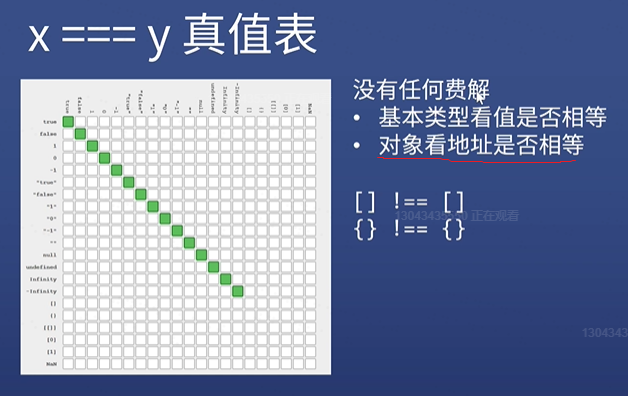 x === y 真值表
没有任何费解
• 基本类型看值是否相等
• 对象看地址是否相等
[] !== []
{} !== {}
正在观看
true
false
1
0
-1
"true"
"false"
"1"
"0"
"-1"
""
null
undefined
Infinity
-Infinity
[]
{}
[[]]
[0]
[1]
NaN
true
false
1
0
-1
"true"
"false"
"1"
"0"
"-1"
""
null
undefined
Infinity
-Infinity
[]
{}
[[]]
[0]
[1]
NaN